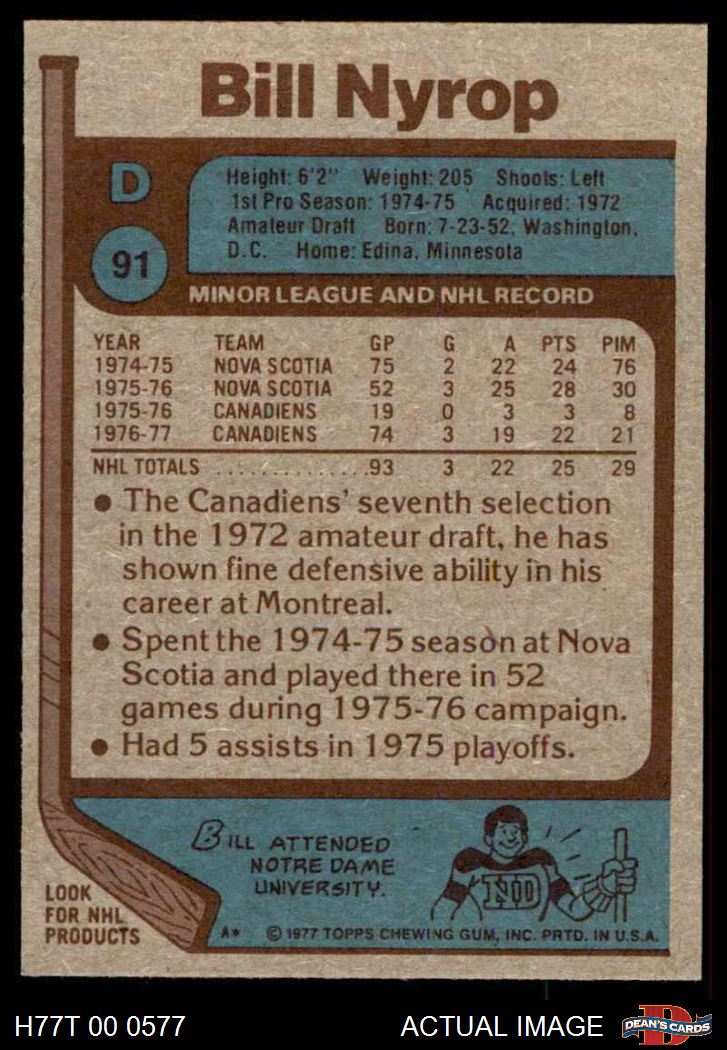 Bill Nyrop
D
91
Height: 6'2" Weight: 205 Shoots: Left
1st Pro Season: 1974-75 Acquired: 1972
Amateur Draft Born: 7-23-52, Washington,
D.C. Home: Edina, Minnesota
MINOR LEAGUE AND NHL RECORD
YEAR TEAM GP G A PTS PIM
1974-75 NOVA SCOTIA 75 2 22 24 76
1975-76 NOVA SCOTIA 52 3 25 28 30
1975-76 CANADIENS 19 0 3 3 8
1976-77 CANADIENS 74 3 19 22 21
NHL TOTALS ..............93 3 22 25 29
• The Canadiens' seventh selection
in the 1972 amateur draft, he has
shown fine defensive ability in his
career at Montreal.
• Spent the 1974-75 season at Nova
Scotia and played there in 52
games during 1975-76 campaign.
• Had 5 assists in 1975 playoffs.
BILL ATTENDED
NOTRE DAME
UNIVERSITY.
ND
LOOK
FOR NHL
PRODUCTS
A* © 1977 TOPPS CHEWING GUM, INC. PRTD. IN U.S.A.
H77T 00 0577 ACTUAL IMAGE
D
DEAN'S CARDS